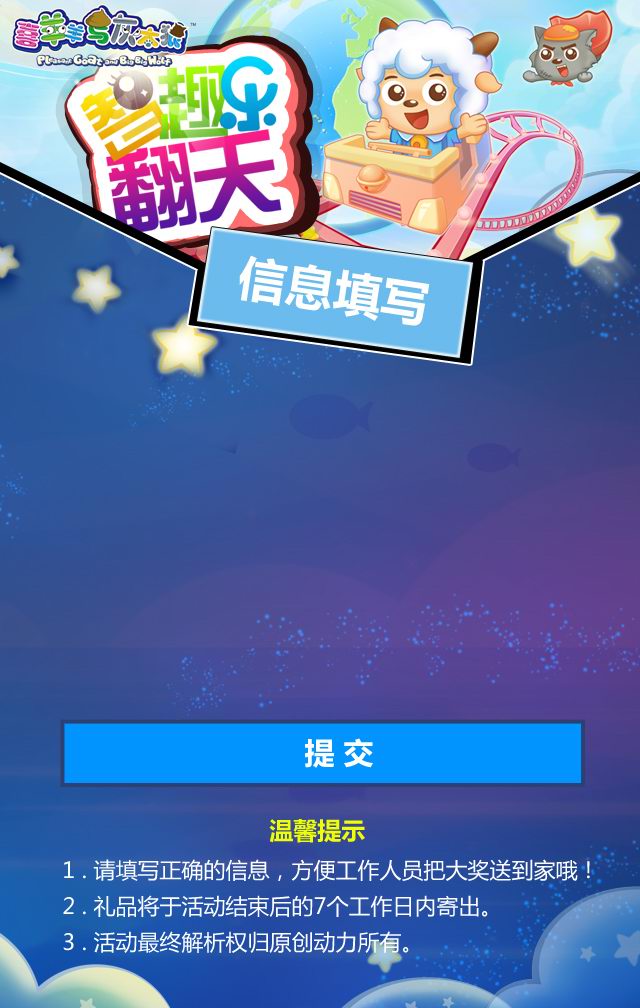 喜羊羊与灰太狼™
Pleasant Goat and Big Big Wolf
智趣乐
翻天
信息填写
提 交
温馨提示
1 . 请填写正确的信息，方便工作人员把大奖送到家哦！
2 . 礼品将于活动结束后的7个工作日内寄出。
3 . 活动最终解析权归原创动力所有。